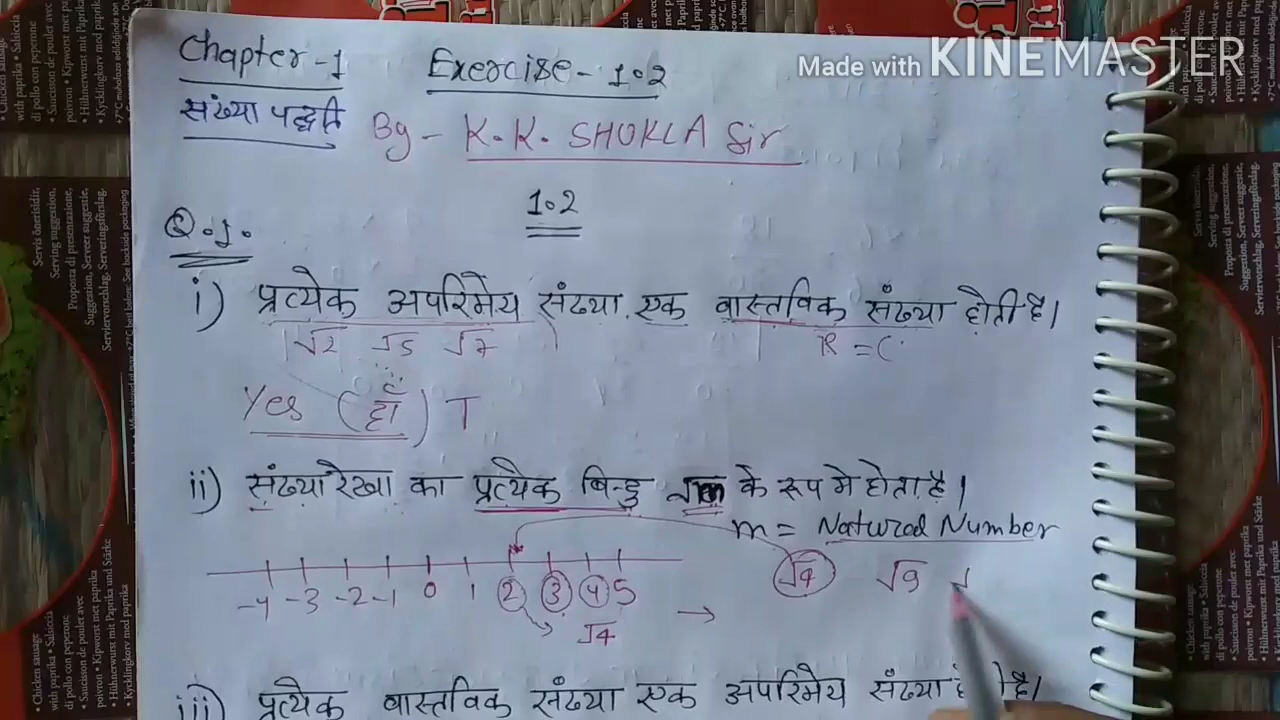 Made with KINEMASTER
Chapter-1 Exercise-1.2
संख्या पद्धति By - K.K. SHUKLA Sir
1.2
Q.1.
i) प्रत्येक अपरिमेय संख्या एक वास्तविक संख्या होती है।
√2 √5 √7 R = (
Yes (हाँ) T
ii) संख्या रेखा का प्रत्येक बिन्दु √m के रूप मे होता है।
m = Natural Number
√4 √9 √
-4 -3 -2 -1 0 1 2 3 4 5 →
√4
iii) प्रत्येक वास्तविक संख्या एक अपरिमेय संख्या